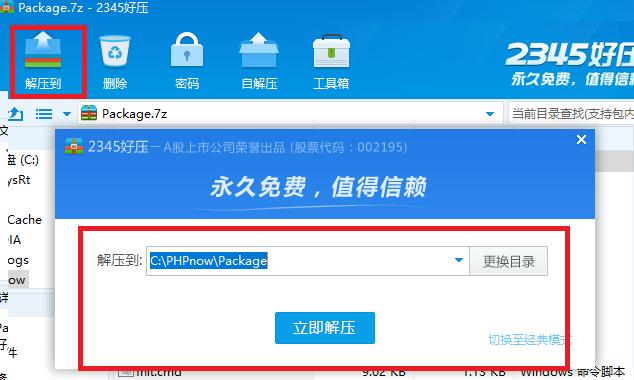 Package.7z - 2345好压
解压到 删除 密码 自解压 工具箱
2345好压
永久免费，值得信赖
Package.7z
当前目录查找(支持包内
盘 (C:)
ysRt
Cache
DIA
ogs
ow
详
Pa
好
件
2345好压 － A股上市公司荣誉出品 (股票代码：002195)
永久免费，值得信赖
解压到: C:\PHPnow\Package 更换目录
立即解压
切换至经典模式
Init.cmd 9.02 KB 1.13 KB Windows 命令脚本